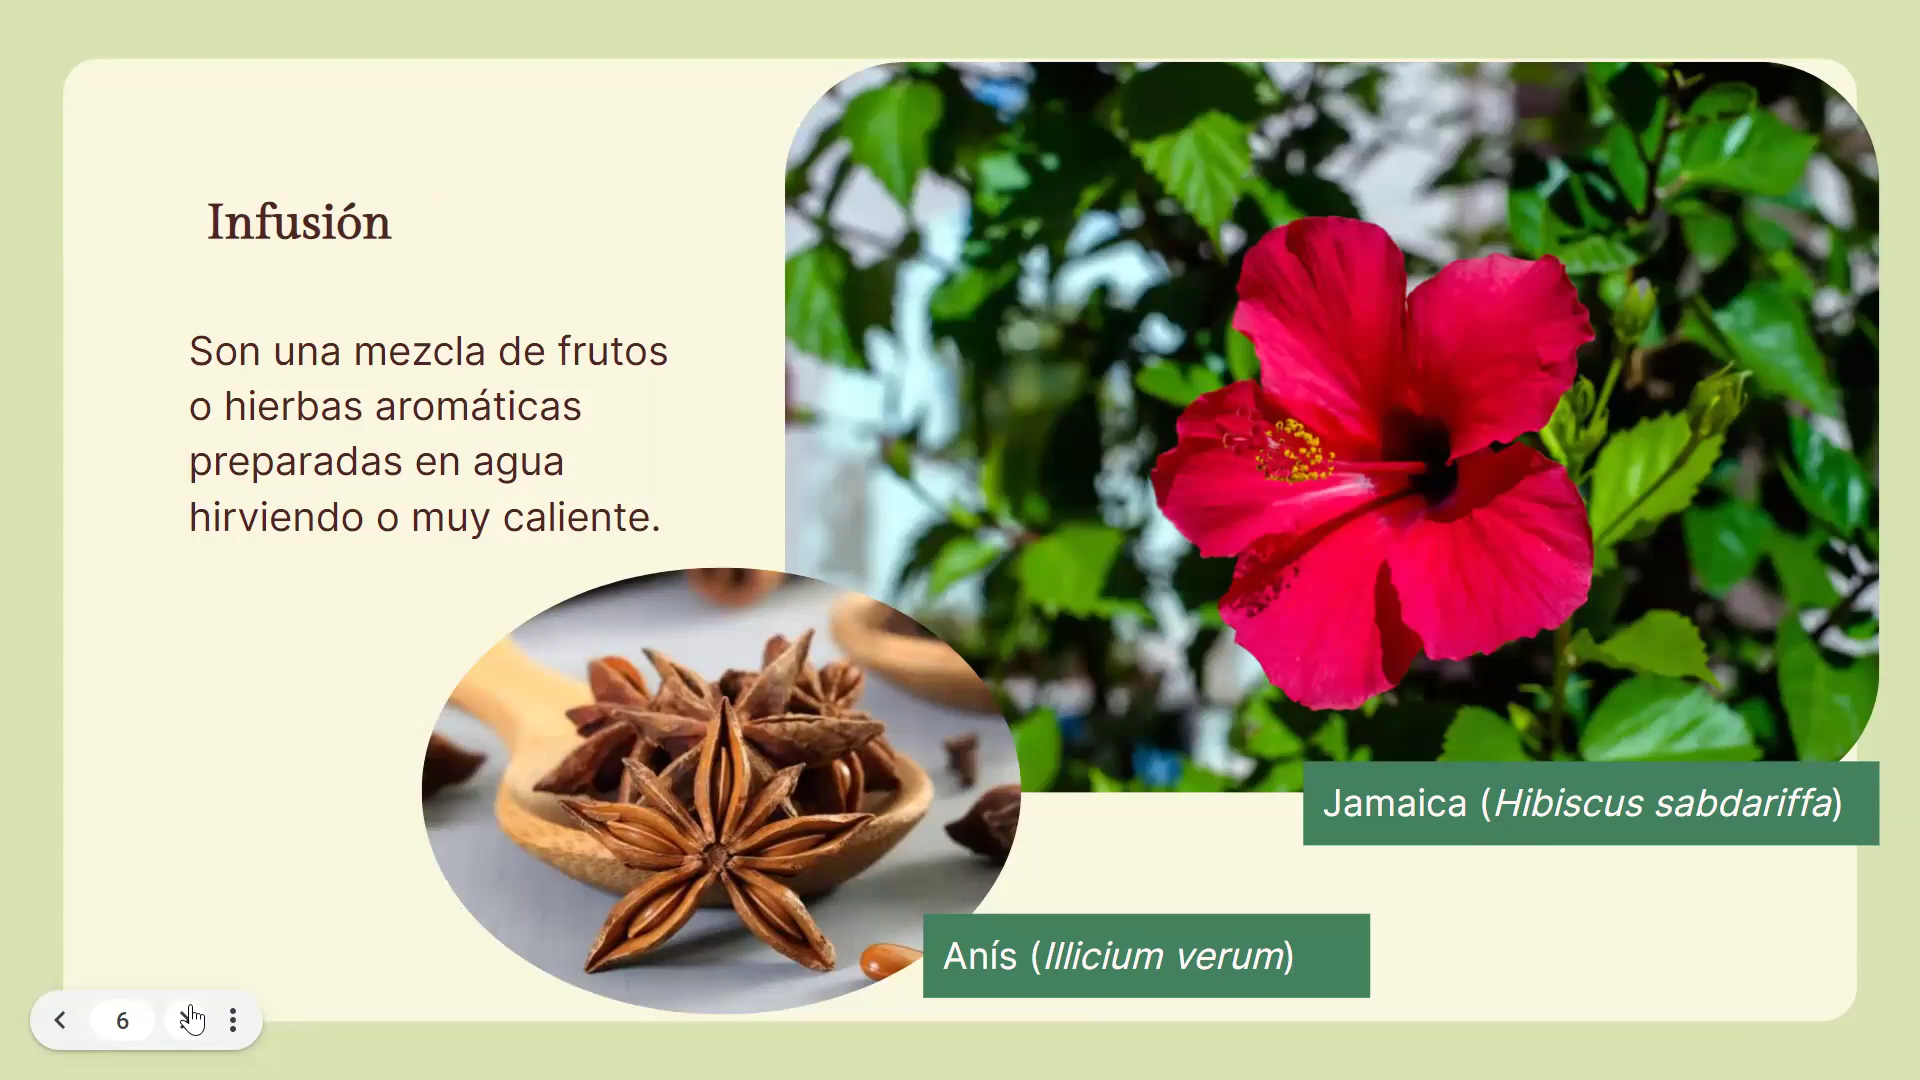 Infusión
Son una mezcla de frutos
o hierbas aromáticas
preparadas en agua
hirviendo o muy caliente.
Jamaica (Hibiscus sabdariffa)
Anís (Illicium verum)
6